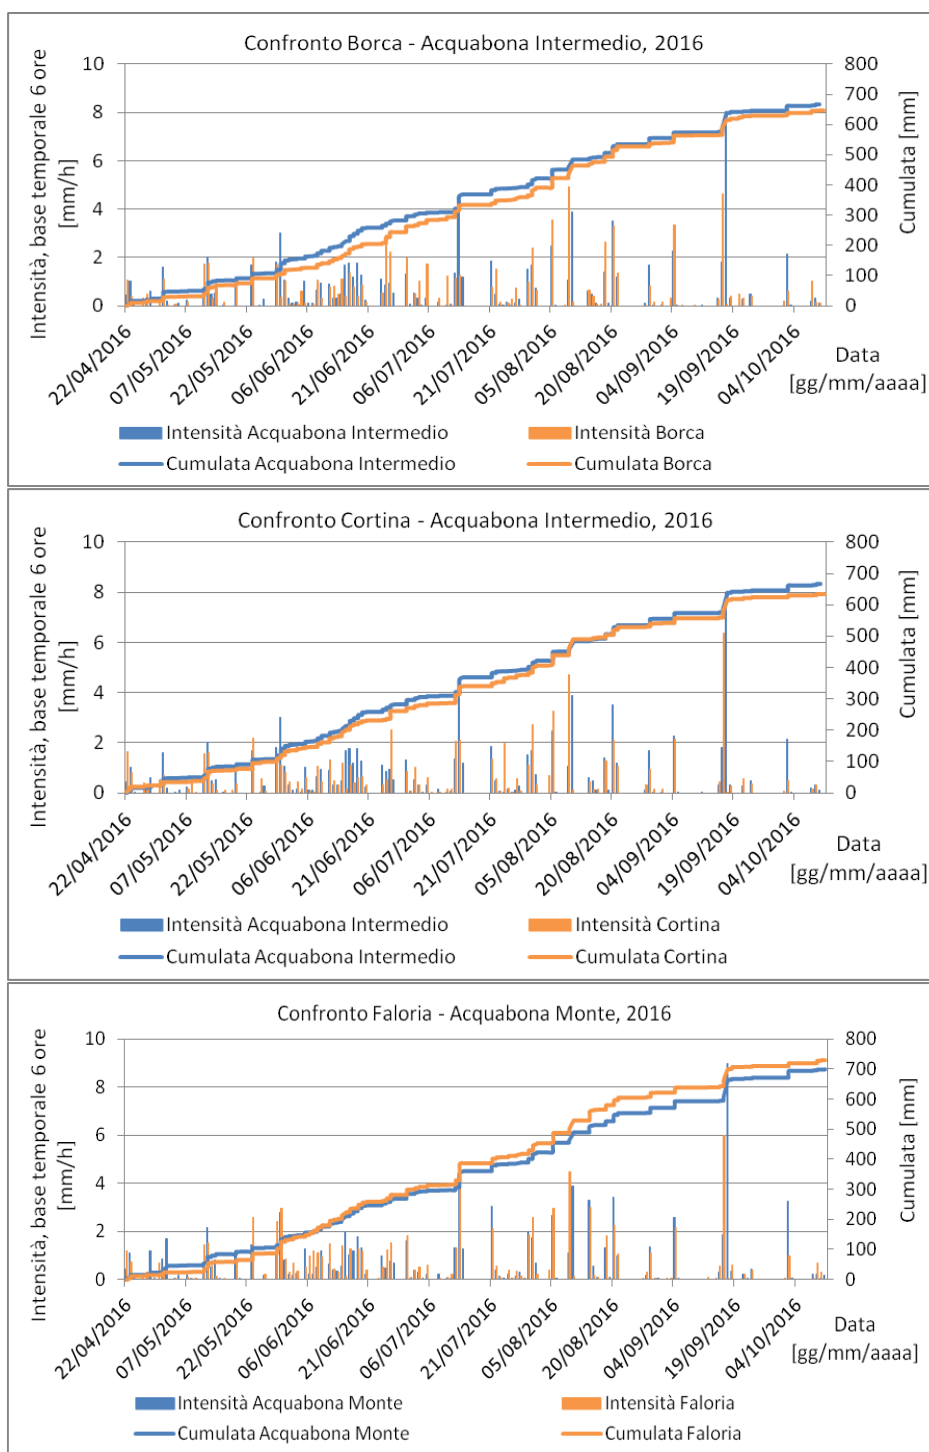 Confronto Borca - Acquabona Intermedio, 2016
Intensità, base temporale 6 ore
[mm/h]
10
8
6
4
2
0
800
700
600
500
400
300
200
100
0
Cumulata [mm]
22/04/2016
07/05/2016
22/05/2016
06/06/2016
21/06/2016
06/07/2016
21/07/2016
05/08/2016
20/08/2016
04/09/2016
19/09/2016
04/10/2016
Data
[gg/mm/aaaa]
Intensità Acquabona Intermedio
Intensità Borca
Cumulata Acquabona Intermedio
Cumulata Borca
Confronto Cortina - Acquabona Intermedio, 2016
Intensità, base temporale 6 ore
[mm/h]
10
8
6
4
2
0
800
700
600
500
400
300
200
100
0
Cumulata [mm]
22/04/2016
07/05/2016
22/05/2016
06/06/2016
21/06/2016
06/07/2016
21/07/2016
05/08/2016
20/08/2016
04/09/2016
19/09/2016
04/10/2016
Data
[gg/mm/aaaa]
Intensità Acquabona Intermedio
Intensità Cortina
Cumulata Acquabona Intermedio
Cumulata Cortina
Confronto Faloria - Acquabona Monte, 2016
Intensità, base temporale 6 ore
[mm/h]
10
8
6
4
2
0
800
700
600
500
400
300
200
100
0
Cumulata [mm]
22/04/2016
07/05/2016
22/05/2016
06/06/2016
21/06/2016
06/07/2016
21/07/2016
05/08/2016
20/08/2016
04/09/2016
19/09/2016
04/10/2016
Data
[gg/mm/aaaa]
Intensità Acquabona Monte
Intensità Faloria
Cumulata Acquabona Monte
Cumulata Faloria